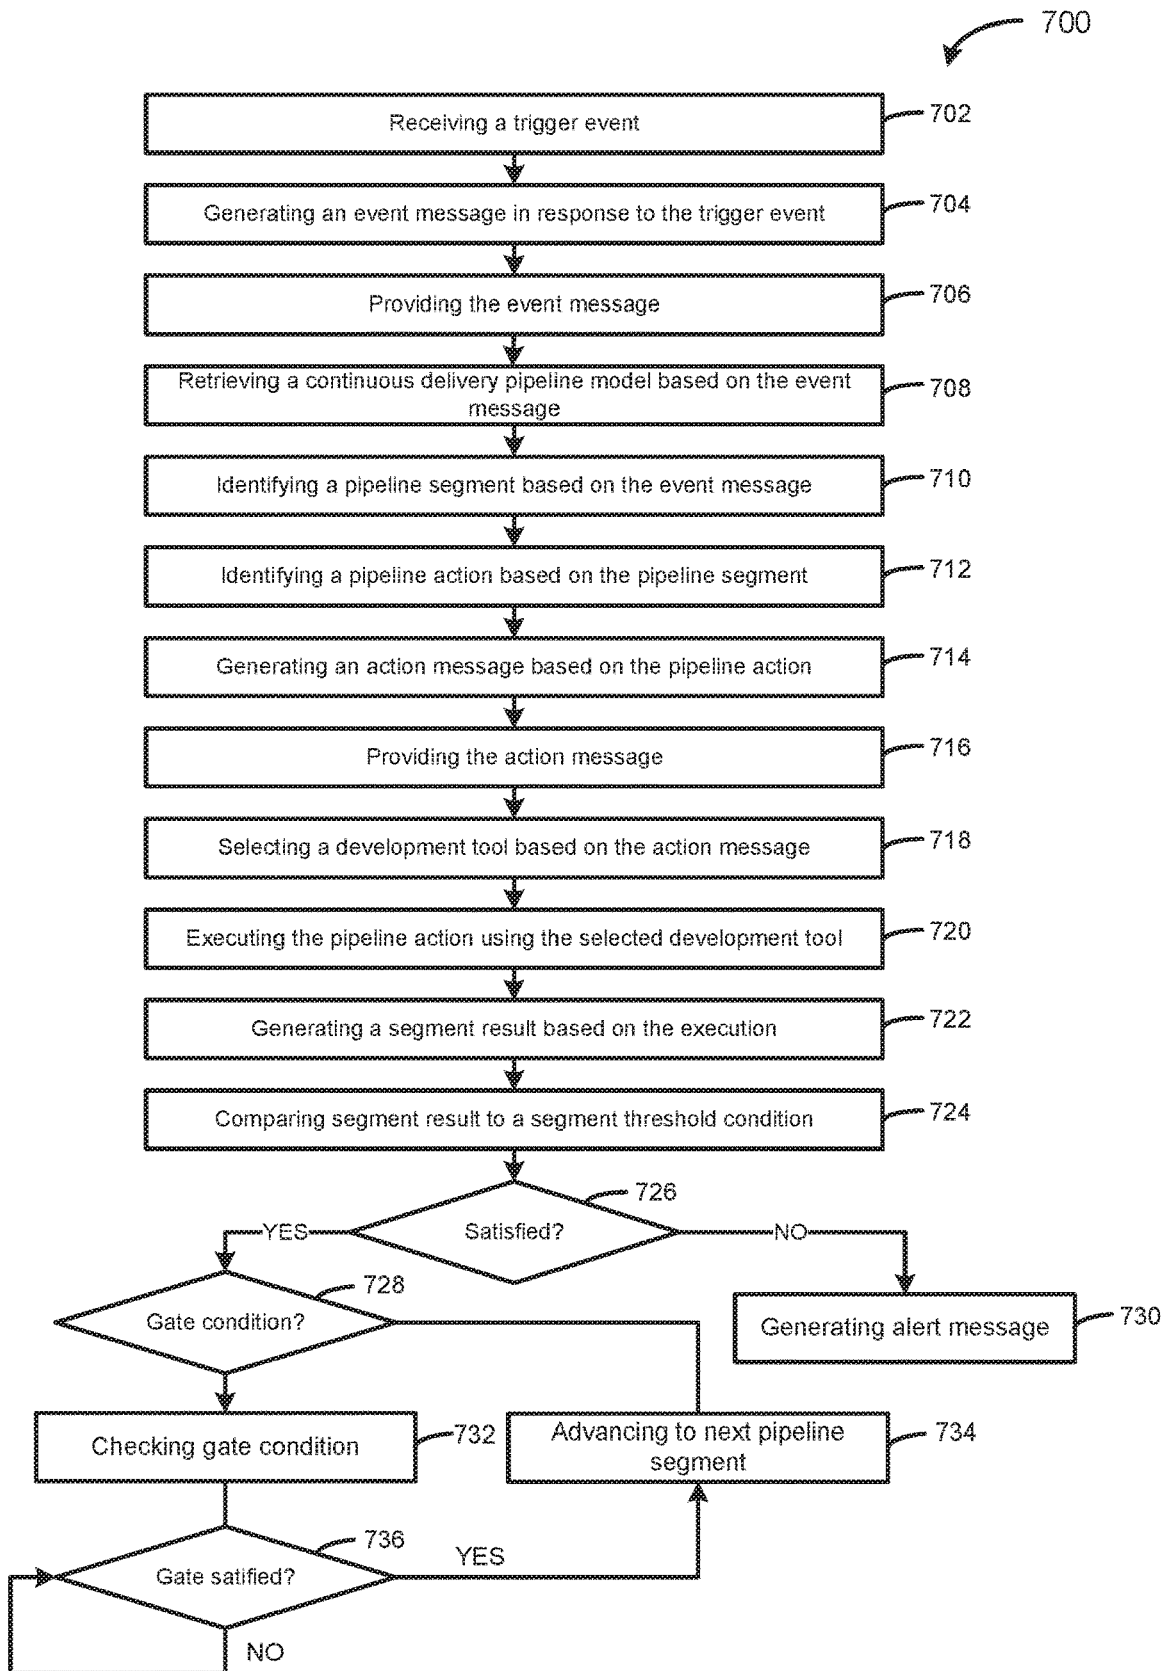 700
Receiving a trigger event
702
Generating an event message in response to the trigger event
704
Providing the event message
706
Retrieving a continuous delivery pipeline model based on the event
message
708
Identifying a pipeline segment based on the event message
710
Identifying a pipeline action based on the pipeline segment
712
Generating an action message based on the pipeline action
714
Providing the action message
716
Selecting a development tool based on the action message
718
Executing the pipeline action using the selected development tool
720
Generating a segment result based on the execution
722
Comparing segment result to a segment threshold condition
724
726
YES
Satisfied?
NO
728
Gate condition?
Generating alert message
730
Checking gate condition
732
Advancing to next pipeline
segment
734
736
Gate satified?
YES
NO